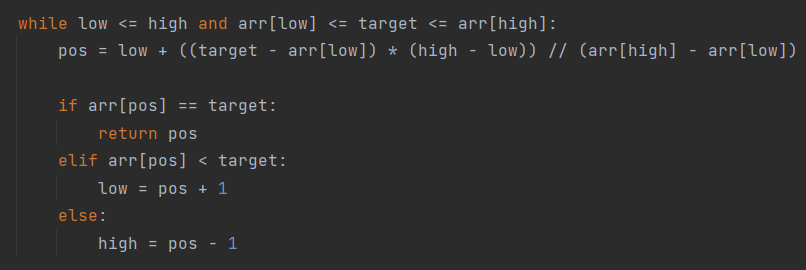 while low <= high and arr[low] <= target <= arr[high]:
    pos = low + ((target - arr[low]) * (high - low)) // (arr[high] - arr[low])

    if arr[pos] == target:
        return pos
    elif arr[pos] < target:
        low = pos + 1
    else:
        high = pos - 1